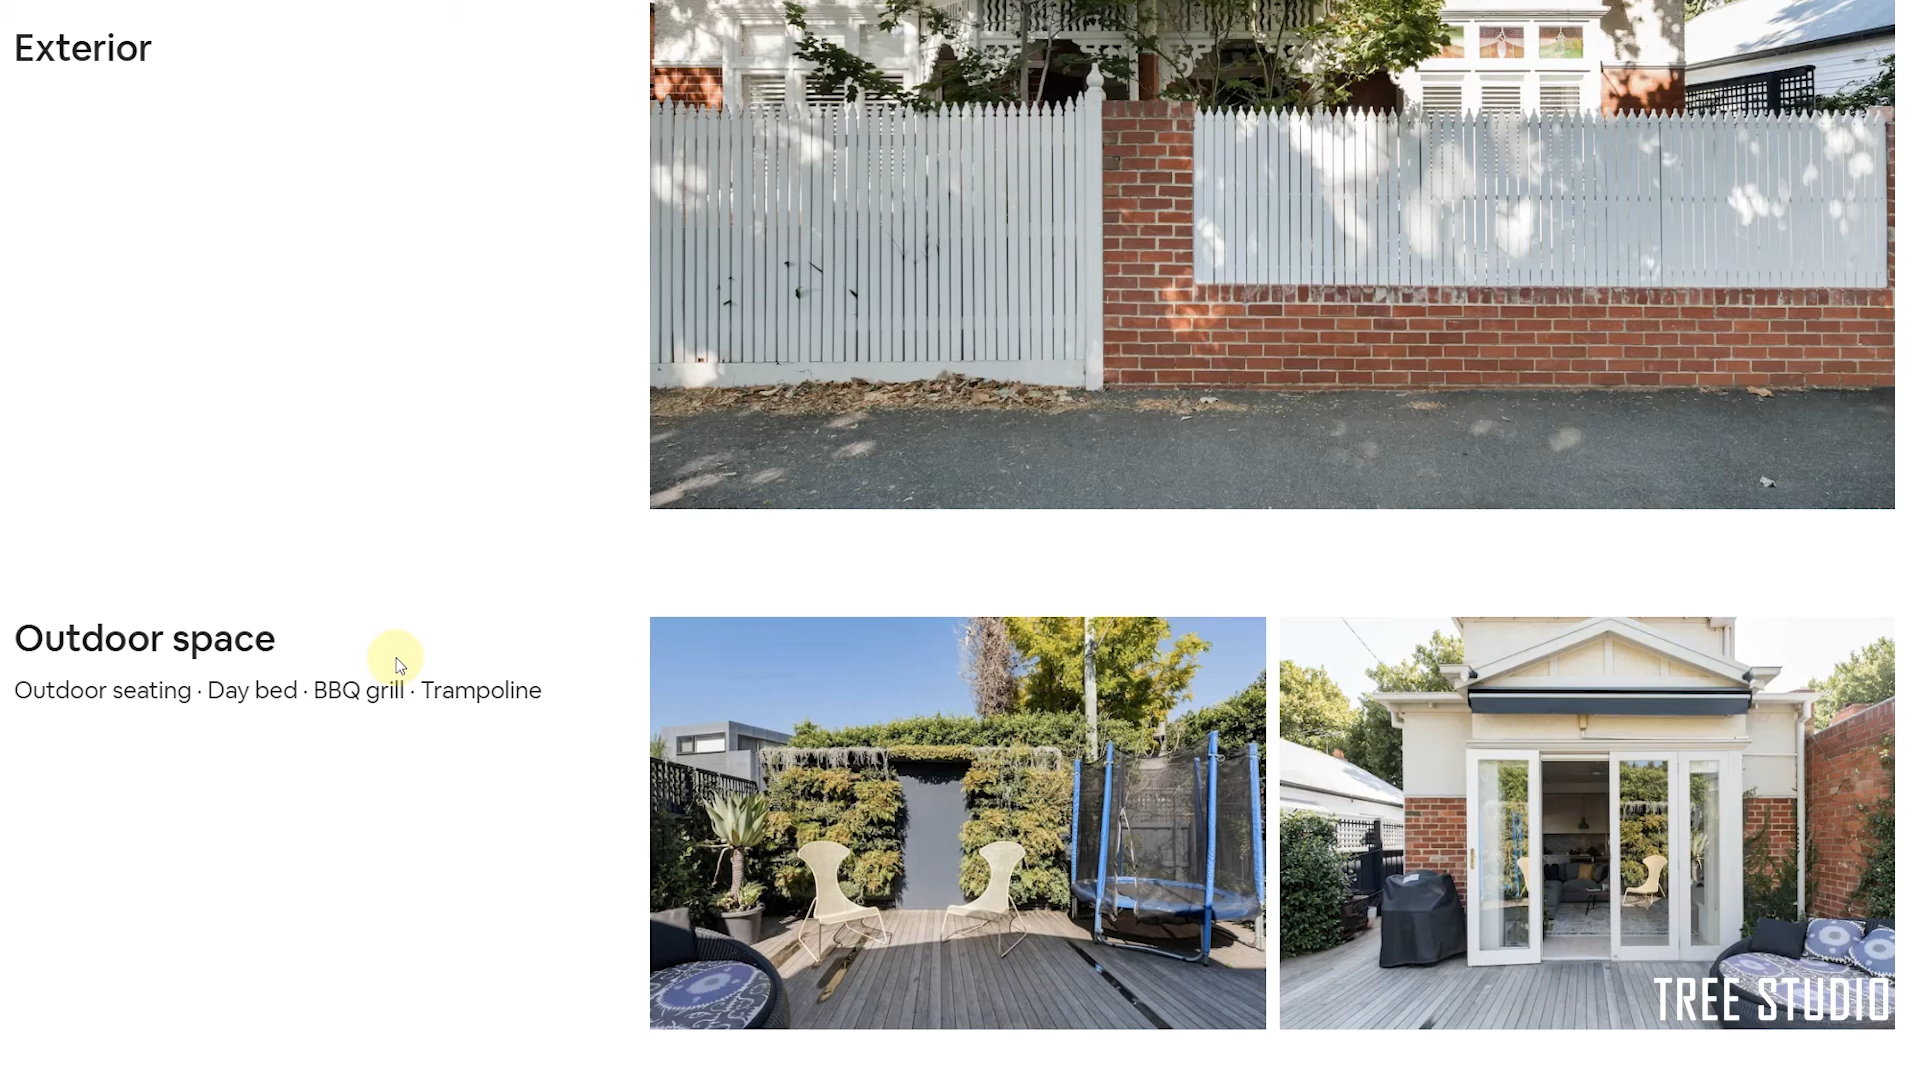 Exterior
Outdoor space
Outdoor seating · Day bed · BBQ grill · Trampoline
TREE STUDIO